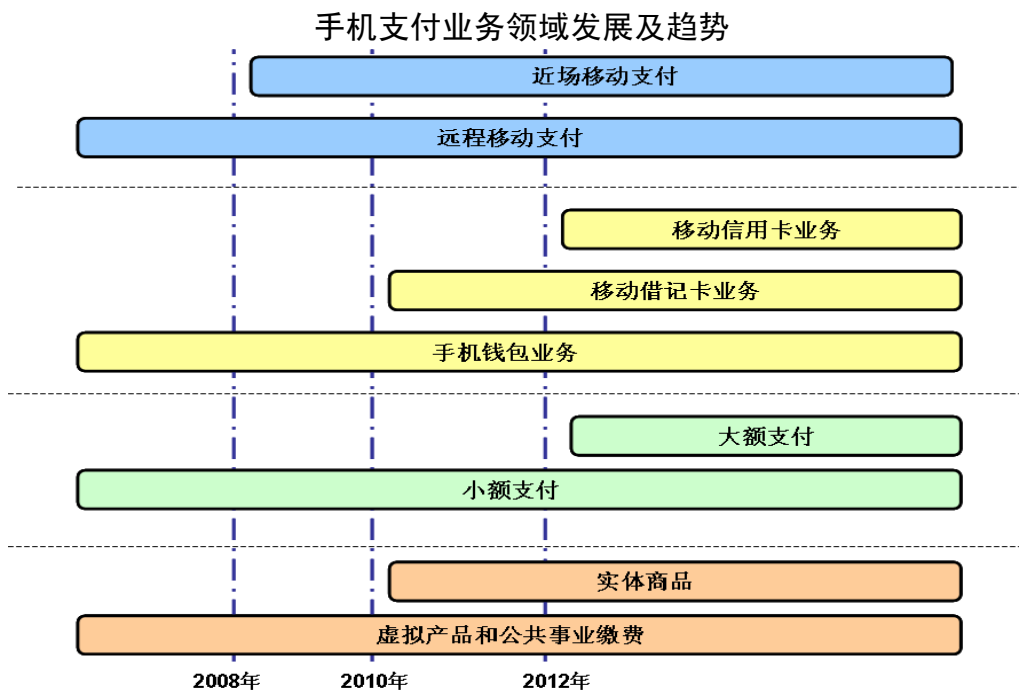 手机支付业务领域发展及趋势
近场移动支付
远程移动支付
移动信用卡业务
移动借记卡业务
手机钱包业务
大额支付
小额支付
实体商品
虚拟产品和公共事业缴费
2008年 2010年 2012年